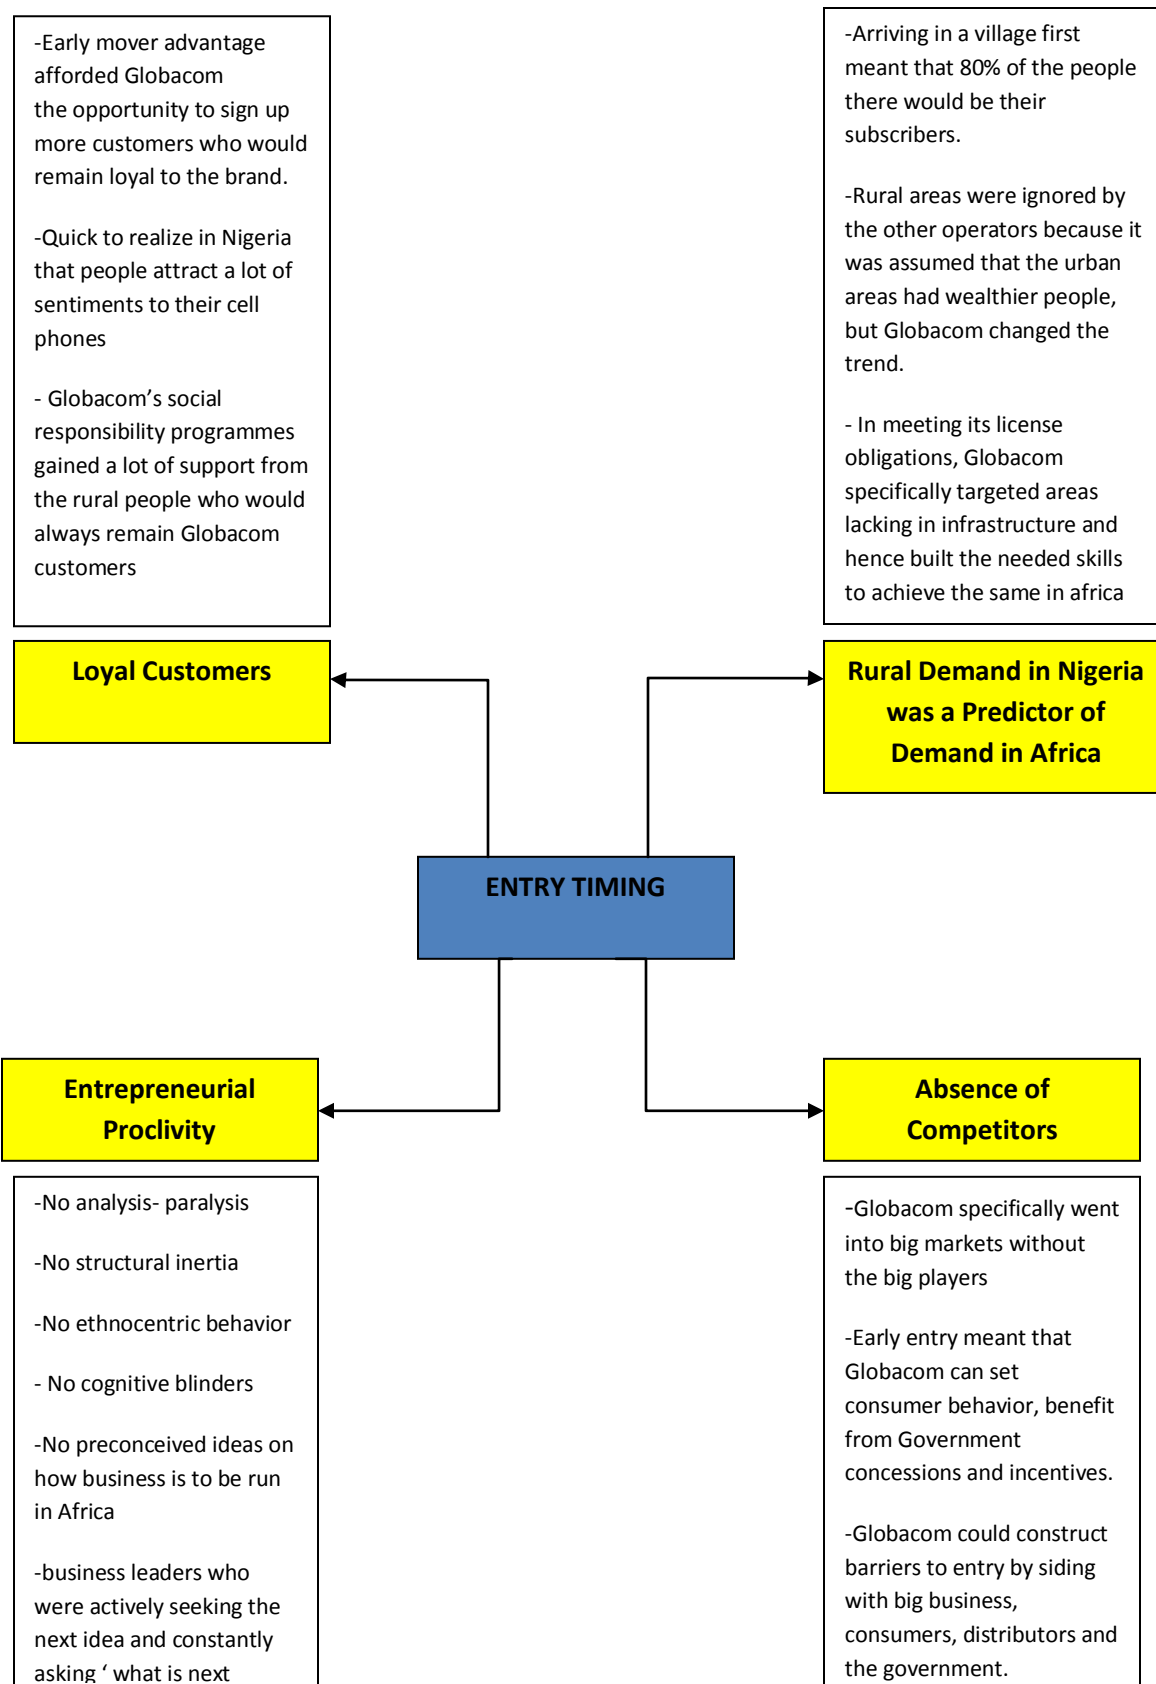 -Early mover advantage
afforded Globacom
the opportunity to sign up
more customers who would
remain loyal to the brand.
-Quick to realize in Nigeria
that people attract a lot of
sentiments to their cell
phones
- Globacom’s social
responsibility programmes
gained a lot of support from
the rural people who would
always remain Globacom
customers
-Arriving in a village first
meant that 80% of the people
there would be their
subscribers.
-Rural areas were ignored by
the other operators because it
was assumed that the urban
areas had wealthier people,
but Globacom changed the
trend.
- In meeting its license
obligations, Globacom
specifically targeted areas
lacking in infrastructure and
hence built the needed skills
to achieve the same in africa
Loyal Customers
Rural Demand in Nigeria
was a Predictor of
Demand in Africa
ENTRY TIMING
Entrepreneurial
Proclivity
Absence of
Competitors
-No analysis- paralysis
-No structural inertia
-No ethnocentric behavior
- No cognitive blinders
-No preconceived ideas on
how business is to be run
in Africa
-business leaders who
were actively seeking the
next idea and constantly
asking ‘ what is next
-Globacom specifically went
into big markets without
the big players
-Early entry meant that
Globacom can set
consumer behavior, benefit
from Government
concessions and incentives.
-Globacom could construct
barriers to entry by siding
with big business,
consumers, distributors and
the government.